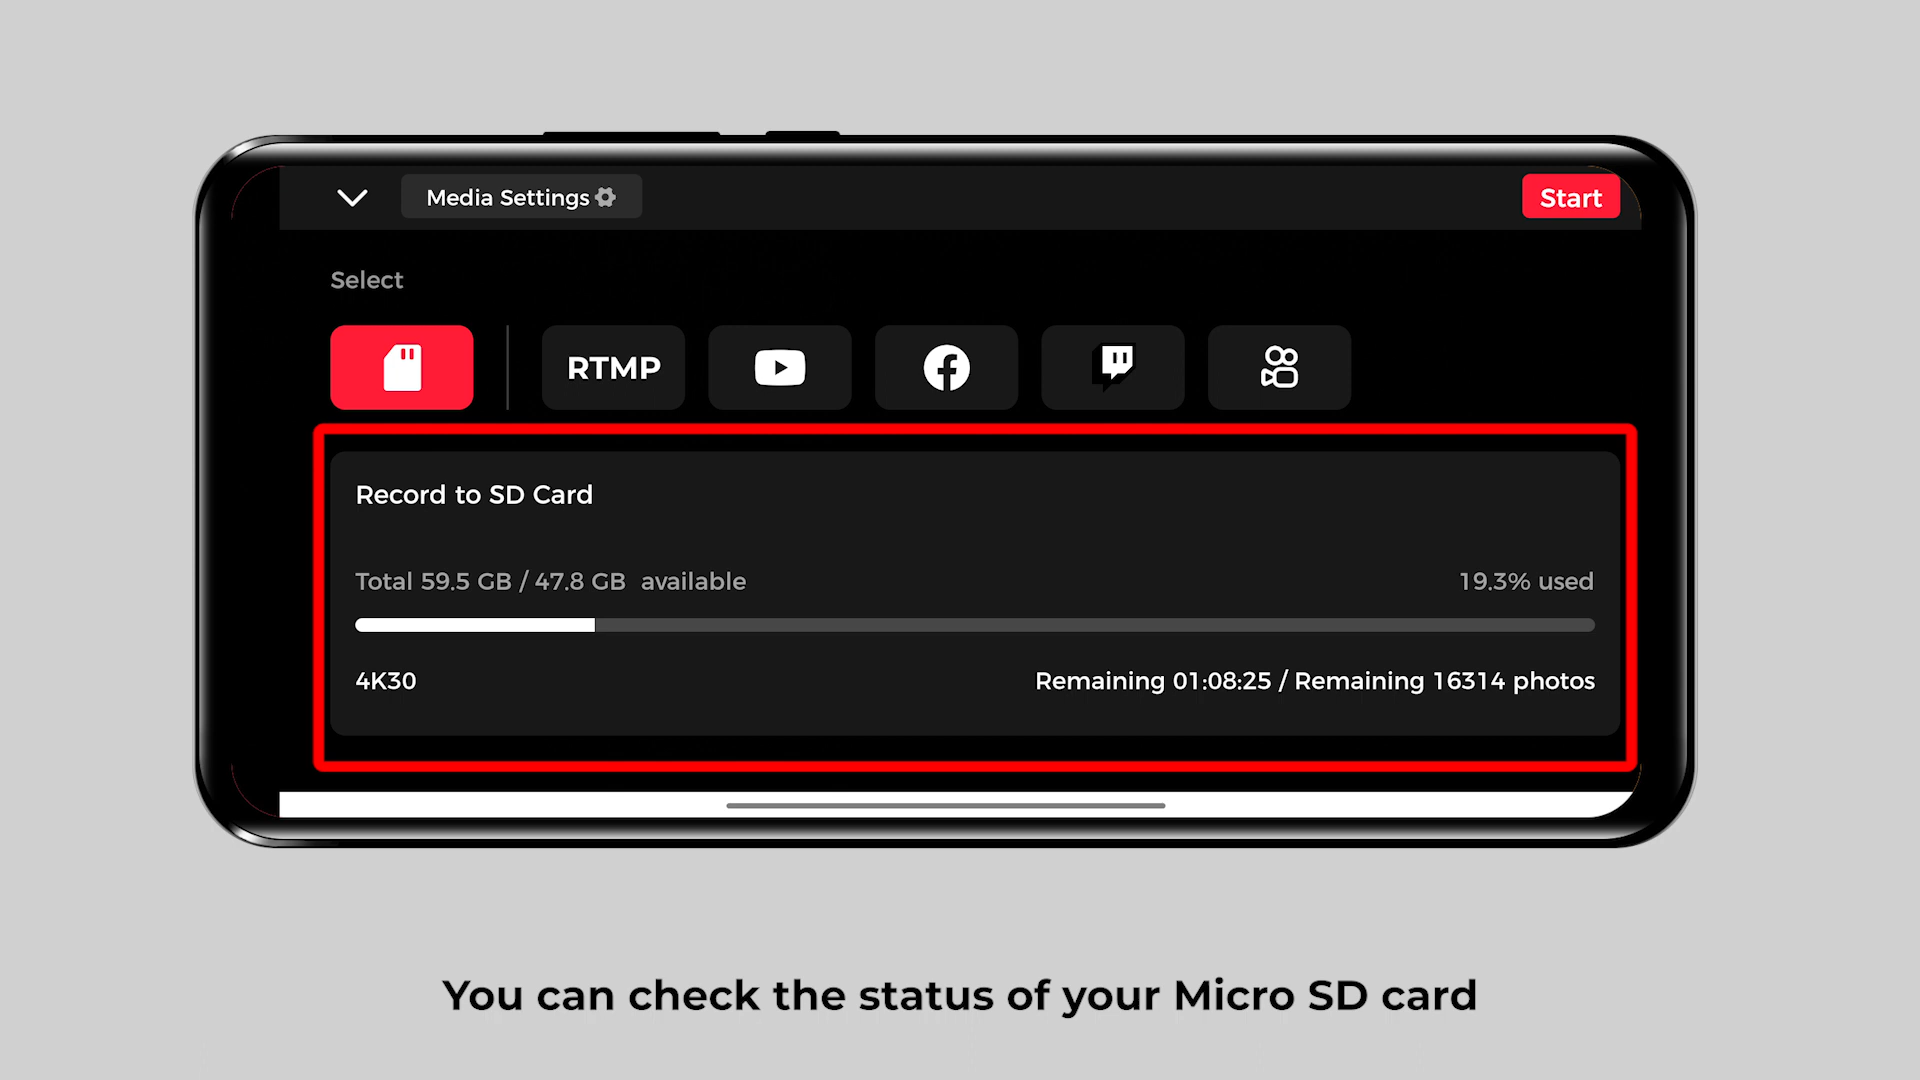 Media Settings
Start
Select
RTMP
Record to SD Card
Total 59.5 GB / 47.8 GB available
19.3% used
4K30
Remaining 01:08:25 / Remaining 16314 photos
You can check the status of your Micro SD card